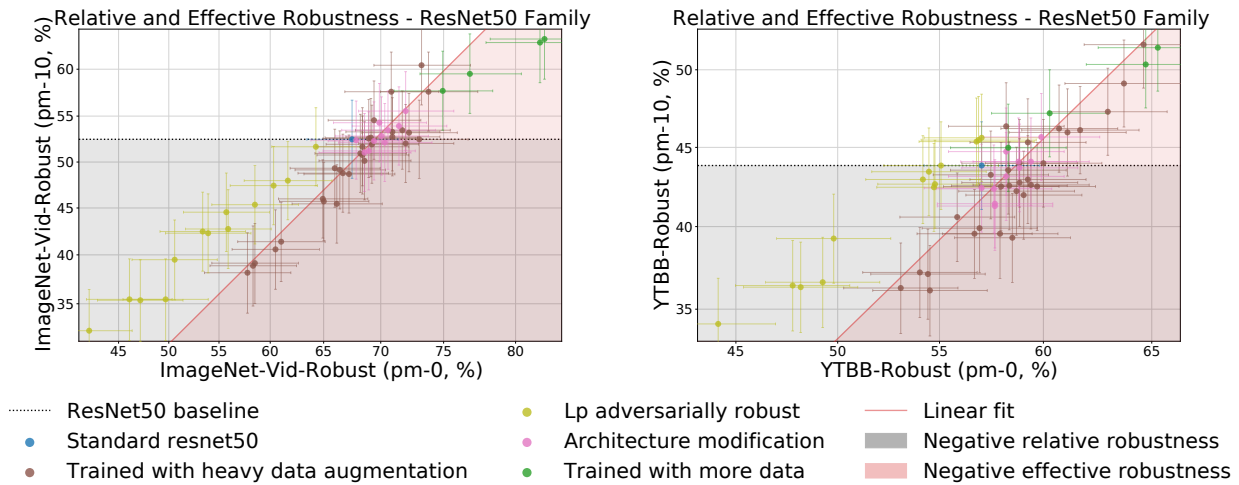 Relative and Effective Robustness - ResNet50 Family
ImageNet-Vid-Robust (pm-10, %)
60
55
50
45
40
35
45
50
55
60
65
70
75
80
ImageNet-Vid-Robust (pm-0, %)
Relative and Effective Robustness - ResNet50 Family
YTBB-Robust (pm-10, %)
50
45
40
35
45
50
55
60
65
YTBB-Robust (pm-0, %)
ResNet50 baseline
Standard resnet50
Trained with heavy data augmentation
Lp adversarially robust
Architecture modification
Trained with more data
Linear fit
Negative relative robustness
Negative effective robustness